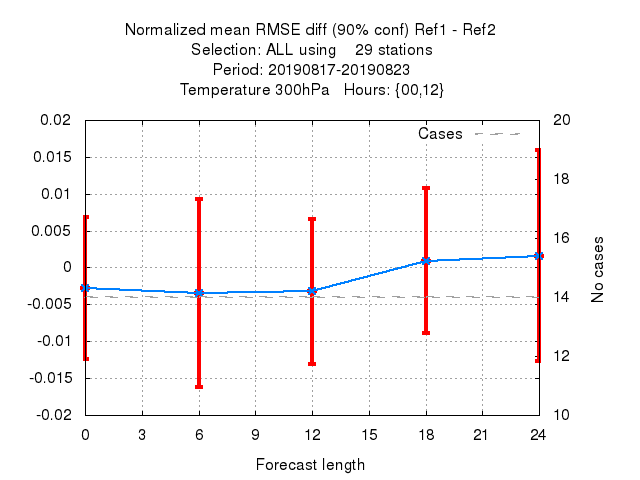 Normalized mean RMSE diff (90% conf) Ref1 - Ref2
Selection: ALL using    29 stations
Period: 20190817-20190823
Temperature 300hPa   Hours: {00,12}
Cases
0.02
0.015
0.01
0.005
0
-0.005
-0.01
-0.015
-0.02
20
18
16
14
12
10
No cases
0 3 6 9 12 15 18 21 24
Forecast length